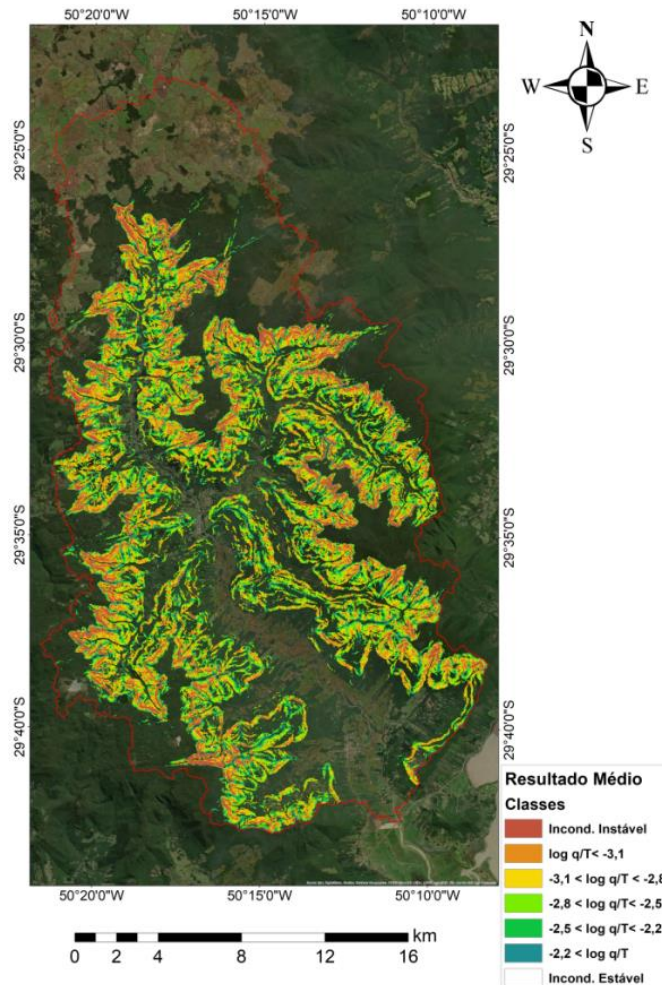 50°20'0"W 50°15'0"W 50°10'0"W
N
W E
S
29°25'0"S 29°25'0"S
29°30'0"S 29°30'0"S
29°35'0"S 29°35'0"S
29°40'0"S 29°40'0"S
50°20'0"W 50°15'0"W 50°10'0"W
km
0 2 4 8 12 16
Resultado Médio
Classes
Incond. Instável
log q/T< -3,1
-3,1 < log q/T < -2,8
-2,8 < log q/T< -2,5
-2,5 < log q/T< -2,2
-2,2 < log q/T
Incond. Estável